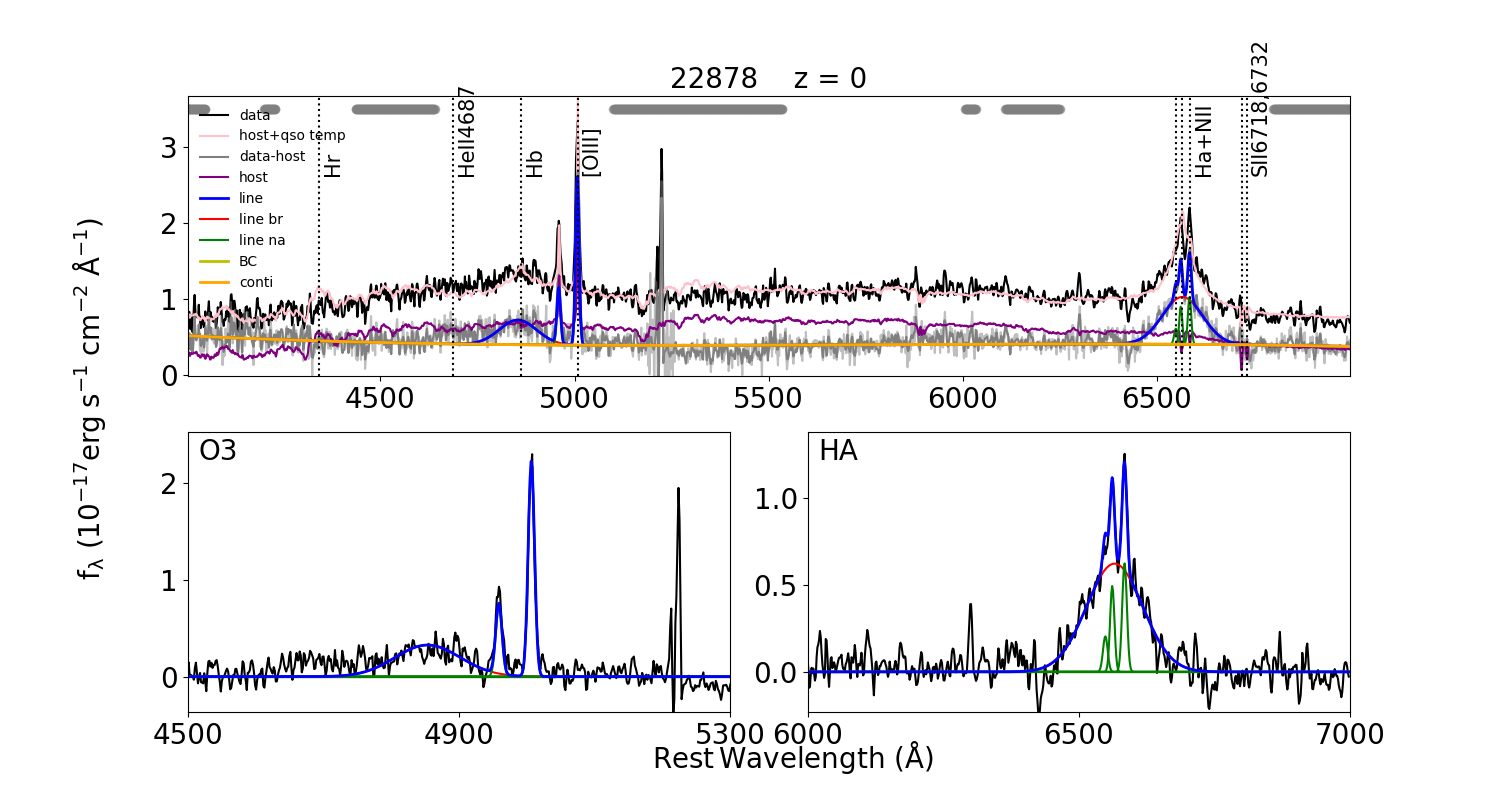 22878 z = 0
data
host+qso temp
data-host
host
line
line br
line na
BC
conti
Hr
HeII4687
Hb
[OIII]
Ha+NII
SII6718/6732
3
2
1
0
4500 5000 5500 6000 6500
fλ (10⁻¹⁷erg s⁻¹ cm⁻² Å⁻¹)
O3
2
1
0
4500 4900 5300
HA
1.0
0.5
0.0
6000 6500 7000
Rest Wavelength (Å)